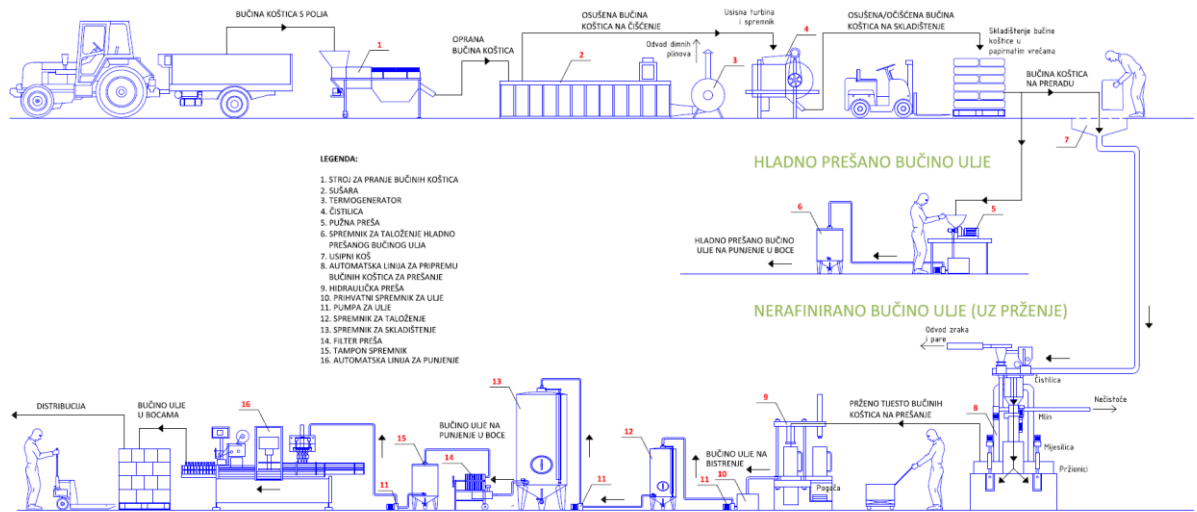 BUČINA KOŠTICA S POLJA
1
OPRANA
BUČINA KOŠTICA
OSUŠENA BUČINA
KOŠTICA NA ČIŠĆENJE
2
Odvod dimnih
plinova
3
Usisna turbina
i spremnik
4
OSUŠENA/OČIŠĆENA BUČINA
KOŠTICA NA SKLADIŠTENJE
Skladištenje bučine
koštice u
papirnatim vrećama
BUČINA KOŠTICA
NA PRERADU
7
LEGENDA:
1. STROJ ZA PRANJE BUČINIH KOŠTICA
2. SUŠARA
3. TERMOGENERATOR
4. ČISTILICA
5. PUŽNA PREŠA
6. SPREMNIK ZA TALOŽENJE HLADNO
PREŠANOG BUČINOG ULJA
7. USIPNI KOŠ
8. AUTOMATSKA LINIJA ZA PRIPREMU
BUČINIH KOŠTICA ZA PREŠANJE
9. HIDRAULIČKA PREŠA
10. PRIHVATNI SPREMNIK ZA ULJE
11. PUMPA ZA ULJE
12. SPREMNIK ZA TALOŽENJE
13. SPREMNIK ZA SKLADIŠTENJE
14. FILTER PREŠA
15. TAMPON SPREMNIK
16. AUTOMATSKA LINIJA ZA PUNJENJE
HLADNO PREŠANO BUČINO ULJE
6
5
HLADNO PREŠANO BUČINO
ULJE NA PUNJENJE U BOCE
NERAFINIRANO BUČINO ULJE (UZ PRŽENJE)
Odvod zraka
i pare
Čistilica
Nečistoće
8
Mlin
Mijesilica
Prženici
PRŽENO TIJESTO BUČINIH
KOŠTICA NA PREŠANJE
9
Pogača
BUČINO ULJE NA
BISTRENJE
10
11
12
11
13
BUČINO ULJE NA
PUNJENJE U BOCE
14
15
11
16
BUČINO ULJE
U BOCAMA
DISTRIBUCIJA